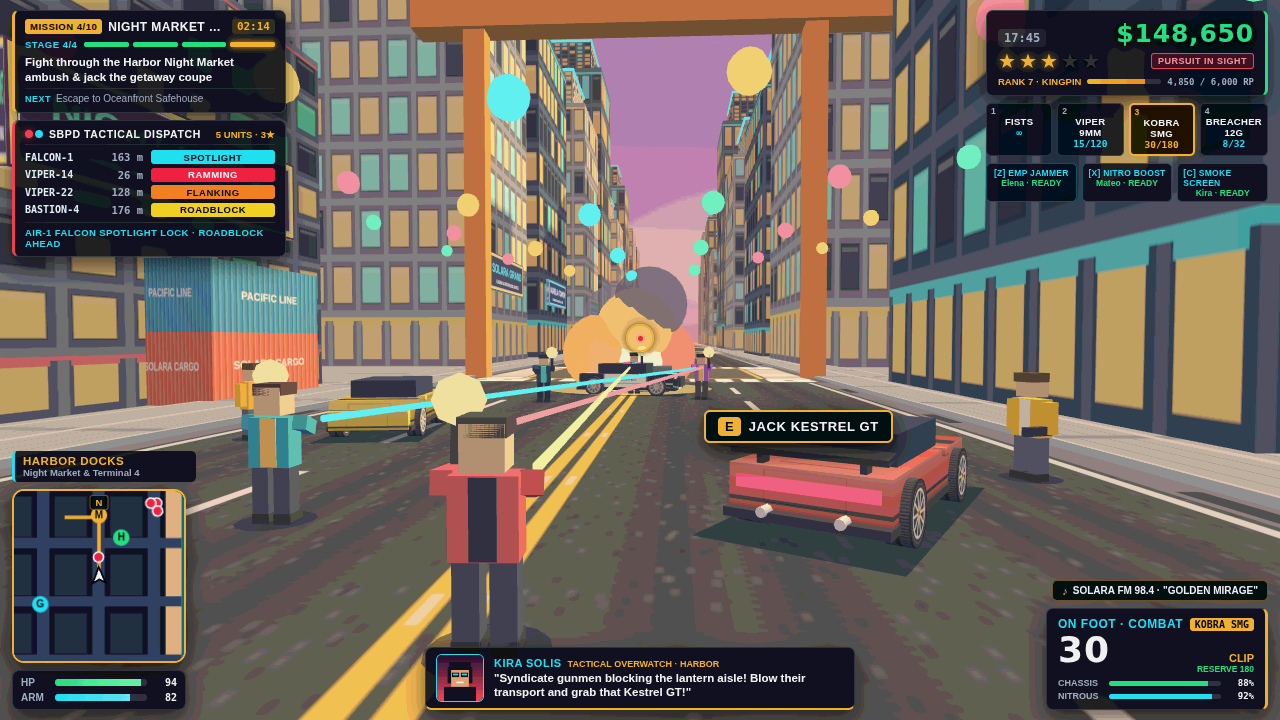 MISSION 4/10 NIGHT MARKET ... 02:14
STAGE 4/4
Fight through the Harbor Night Market
ambush & jack the getaway coupe
NEXT Escape to Oceanfront Safehouse
SBPD TACTICAL DISPATCH 5 UNITS · 3★
FALCON-1 163 m SPOTLIGHT
VIPER-14 26 m RAMMING
VIPER-22 128 m FLANKING
BASTION-4 176 m ROADBLOCK
AIR-1 FALCON SPOTLIGHT LOCK · ROADBLOCK
AHEAD
17:45 $148,650
★★★★★ PURSUIT IN SIGHT
RANK 7 · KINGPIN 4,850 / 6,000 RP
1 FISTS ∞
2 VIPER 9MM 15/120
3 KOBRA SMG 30/180
4 BREACHER 12G 8/32
[Z] EMP JAMMER
Elena · READY
[X] NITRO BOOST
Mateo · READY
[C] SMOKE SCREEN
Kira · READY
PACIFIC LINE PACIFIC LINE
SOLARA CARGO
SOLARA GRAND
E JACK KESTREL GT
HARBOR DOCKS
Night Market & Terminal 4
N
M
H
G
HP 94
ARM 82
KIRA SOLIS TACTICAL OVERWATCH · HARBOR
"Syndicate gunmen blocking the lantern aisle! Blow their
transport and grab that Kestrel GT!"
♪ SOLARA FM 98.4 · "GOLDEN MIRAGE"
ON FOOT · COMBAT KOBRA SMG
30 CLIP
RESERVE 180
CHASSIS 88%
NITROUS 92%